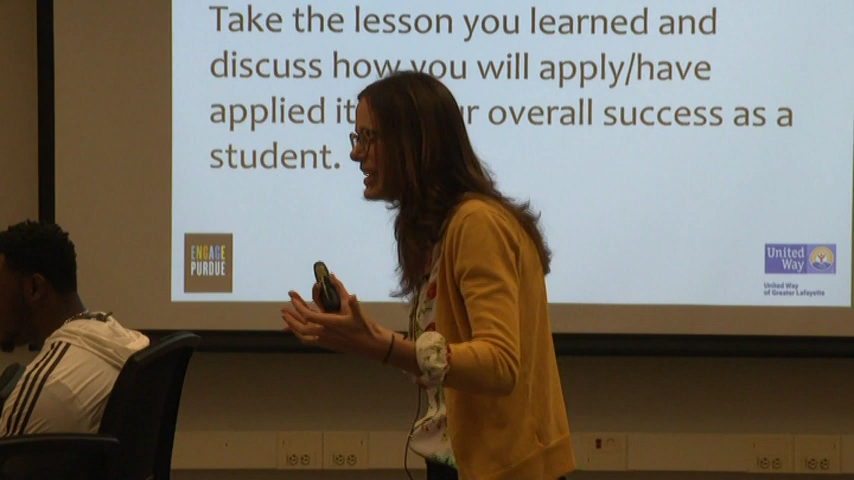 Take the lesson you learned and
discuss how you will apply/have
applied it overall success as a
student.
ENGAGE
PURDUE
United
Way
United Way
of Greater Lafayette